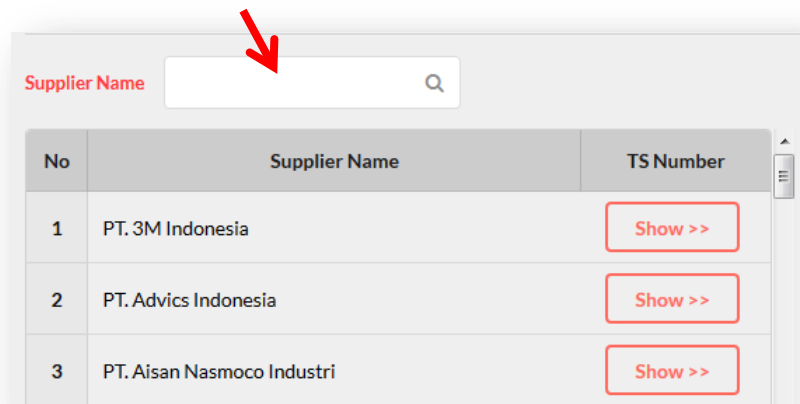 Supplier Name
No Supplier Name TS Number
1 PT. 3M Indonesia Show >>
2 PT. Advics Indonesia Show >>
3 PT. Aisan Nasmoco Industri Show >>